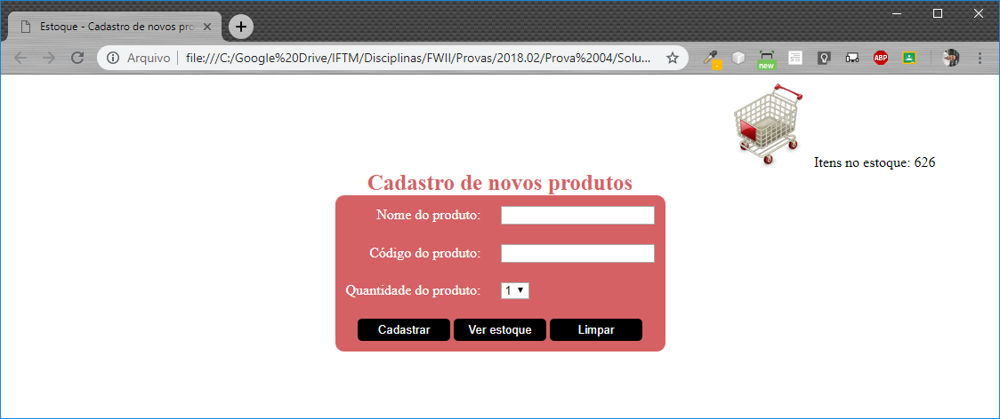 Estoque - Cadastro de novos pro
Arquivo
file:///C:/Google%20Drive/IFTM/Disciplinas/FWII/Provas/2018.02/Prova%2004/Solu...
new
ABP
Itens no estoque: 626
Cadastro de novos produtos
Nome do produto:
Código do produto:
Quantidade do produto: 1
Cadastrar Ver estoque Limpar